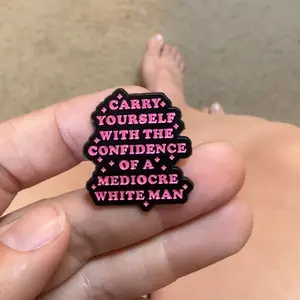 CARRY
YOURSELF
WITH THE
CONFIDENCE
OF A
MEDIOCRE
WHITE MAN